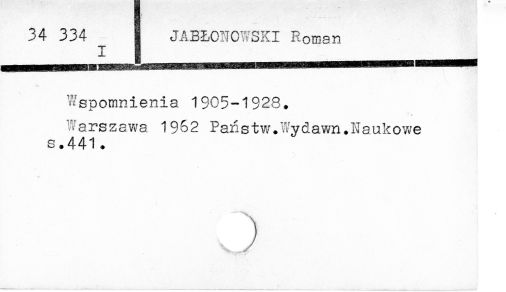 34 334 I
JABŁONOWSKI Roman
Wspomnienia 1905-1928.
Warszawa 1962 Państw.Wydawn.Naukowe
s.441.